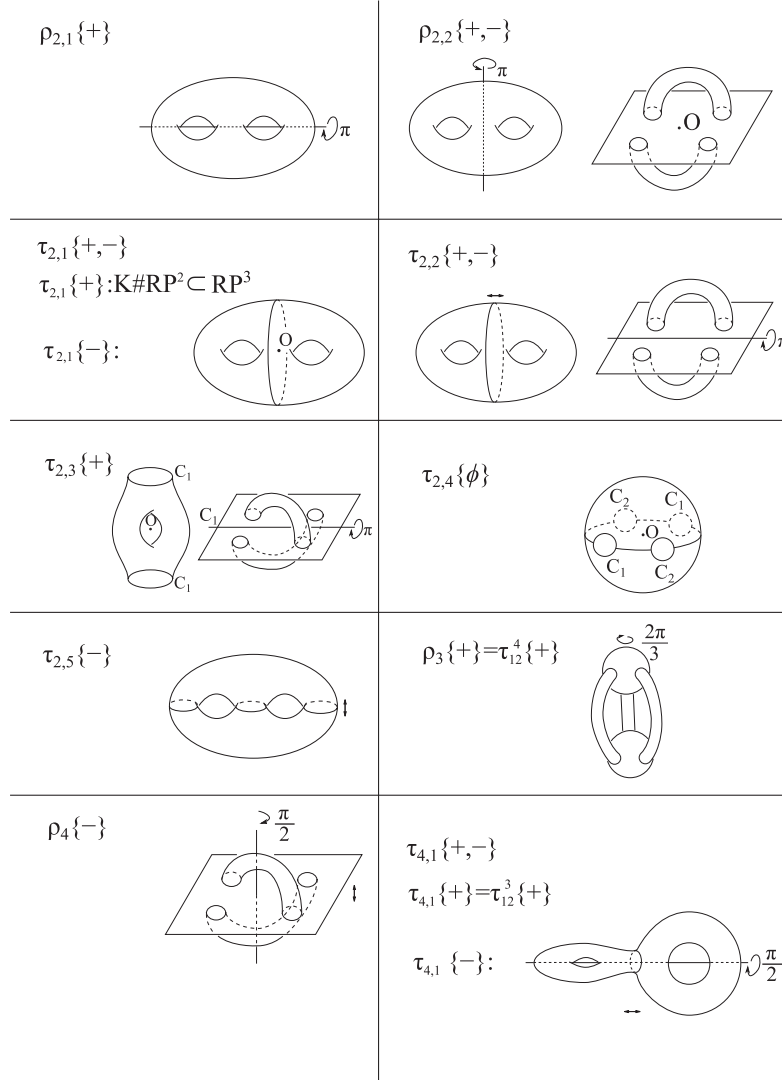 ρ2,1{+}
π
ρ2,2{+,−}
π
.O
τ2,1{+,−}
τ2,1{+}:K#RP²⊂ RP³
τ2,1{−}:
O
τ2,2{+,−}
π
τ2,3{+}
C1
O
C1
C1
π
τ2,4{ϕ}
C2 C1
.O
C1 C2
τ2,5{−}
ρ3{+}=τ12⁴{+}
2π
3
ρ4{−}
π
2
τ4,1{+,−}
τ4,1{+}=τ12³{+}
τ4,1 {−}:
π
2